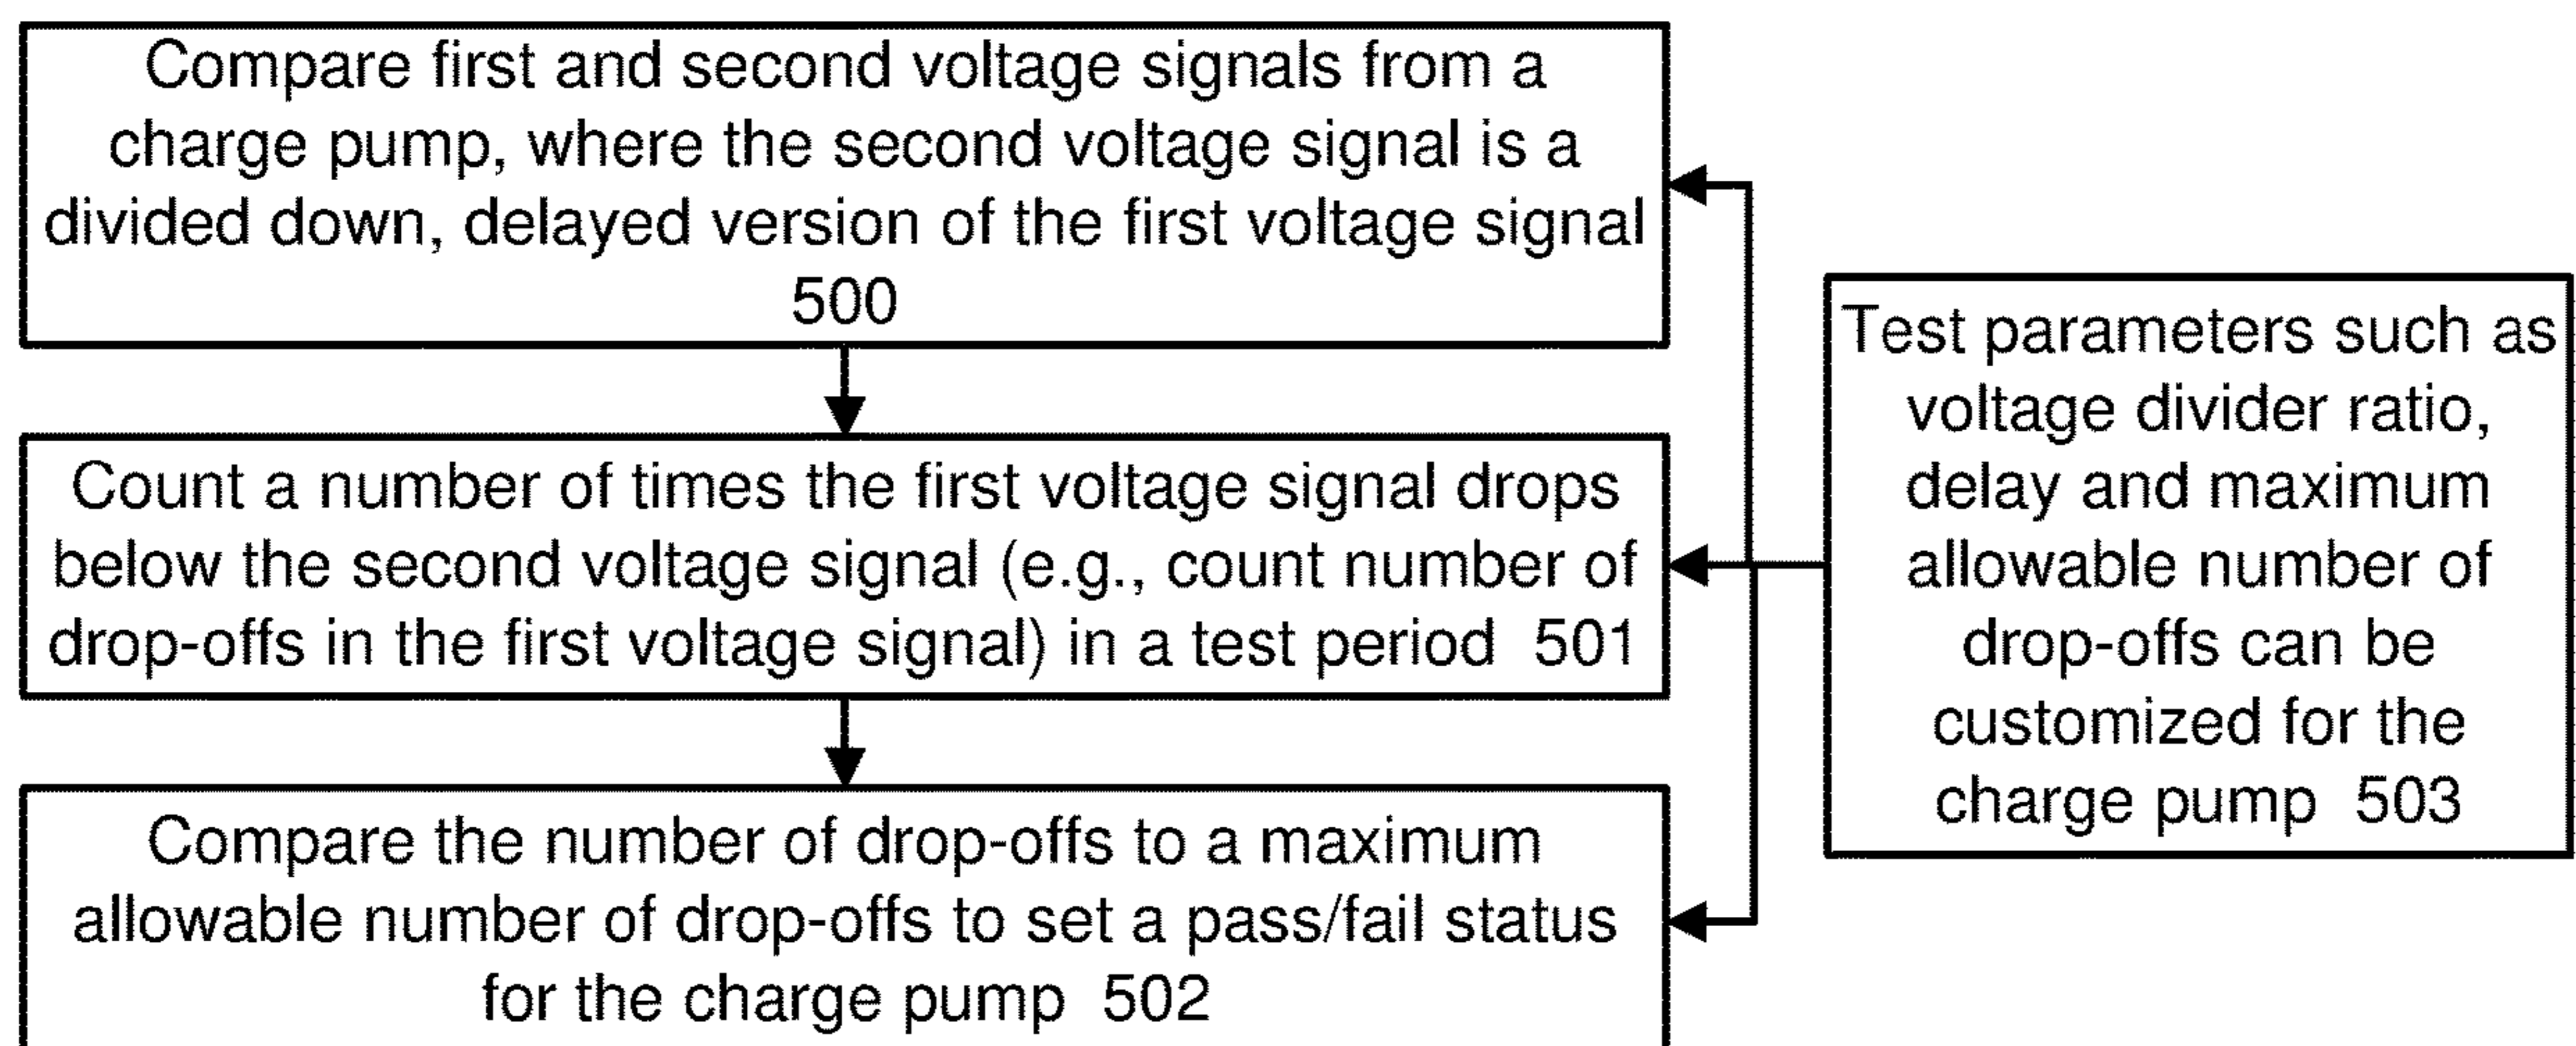 Compare first and second voltage signals from a
charge pump, where the second voltage signal is a
divided down, delayed version of the first voltage signal
500
Count a number of times the first voltage signal drops
below the second voltage signal (e.g., count number of
drop-offs in the first voltage signal) in a test period 501
Compare the number of drop-offs to a maximum
allowable number of drop-offs to set a pass/fail status
for the charge pump 502
Test parameters such as
voltage divider ratio,
delay and maximum
allowable number of
drop-offs can be
customized for the
charge pump 503